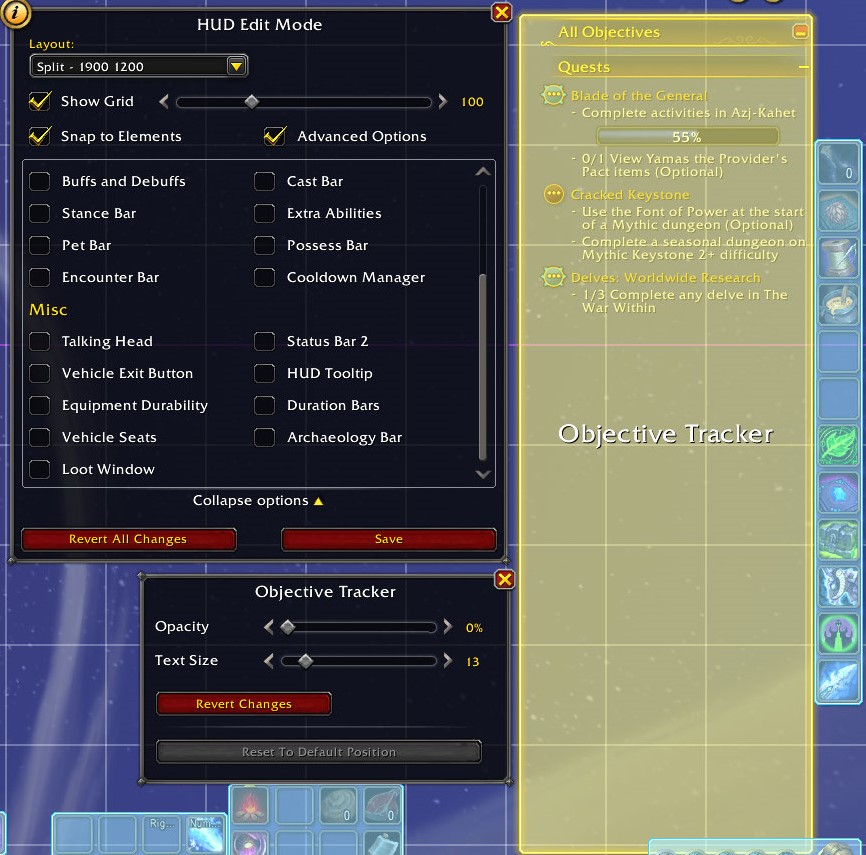 HUD Edit Mode
Layout:
Split - 1900 1200
Show Grid
100
Snap to Elements
Advanced Options
Buffs and Debuffs
Cast Bar
Stance Bar
Extra Abilities
Pet Bar
Possess Bar
Encounter Bar
Cooldown Manager
Misc
Talking Head
Status Bar 2
Vehicle Exit Button
HUD Tooltip
Equipment Durability
Duration Bars
Vehicle Seats
Archaeology Bar
Loot Window
Collapse options
Revert All Changes
Save
Objective Tracker
Opacity
0%
Text Size
13
Revert Changes
Reset To Default Position
All Objectives
Quests
Blade of the General
- Complete activities in Azj-Kahet
55%
- 0/1 View Yamas the Provider's
Pact items (Optional)
Cracked Keystone
- Use the Font of Power at the start
of a Mythic dungeon (Optional)
- Complete a seasonal dungeon on
Mythic Keystone 2+ difficulty
Delves: Worldwide Research
- 1/3 Complete any delve in The
War Within
Objective Tracker
0
Rig...
Num...
0
0